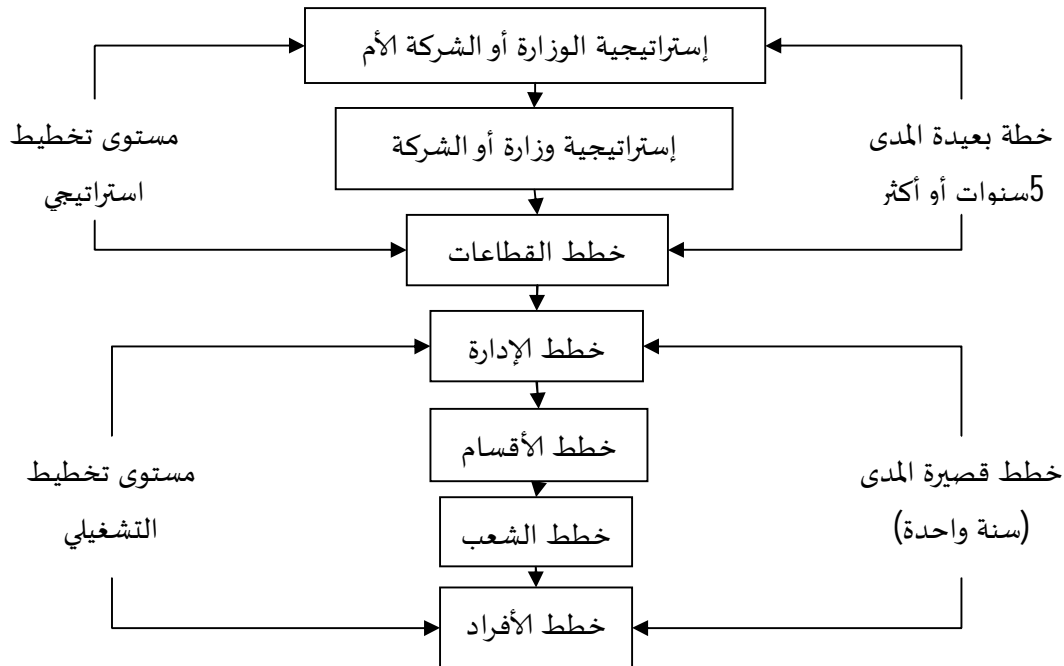 إستراتيجية الوزارة أو الشركة الأم
خطة بعيدة المدى
5سنوات أو أكثر
إستراتيجية وزارة أو الشركة
مستوى تخطيط
استراتيجي
خطط القطاعات
خطط الإدارة
خطط الأقسام
خطط قصيرة المدى
(سنة واحدة)
مستوى تخطيط
التشغيلي
خطط الشعب
خطط الأفراد